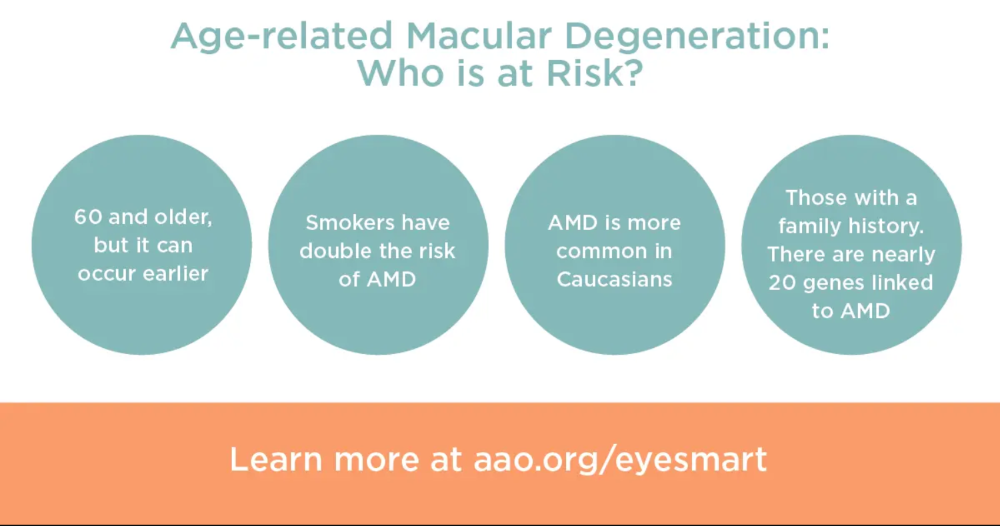 Age-related Macular Degeneration:
Who is at Risk?
60 and older,
but it can
occur earlier
Smokers have
double the risk
of AMD
AMD is more
common in
Caucasians
Those with a
family history.
There are nearly
20 genes linked
to AMD
Learn more at aao.org/eyesmart